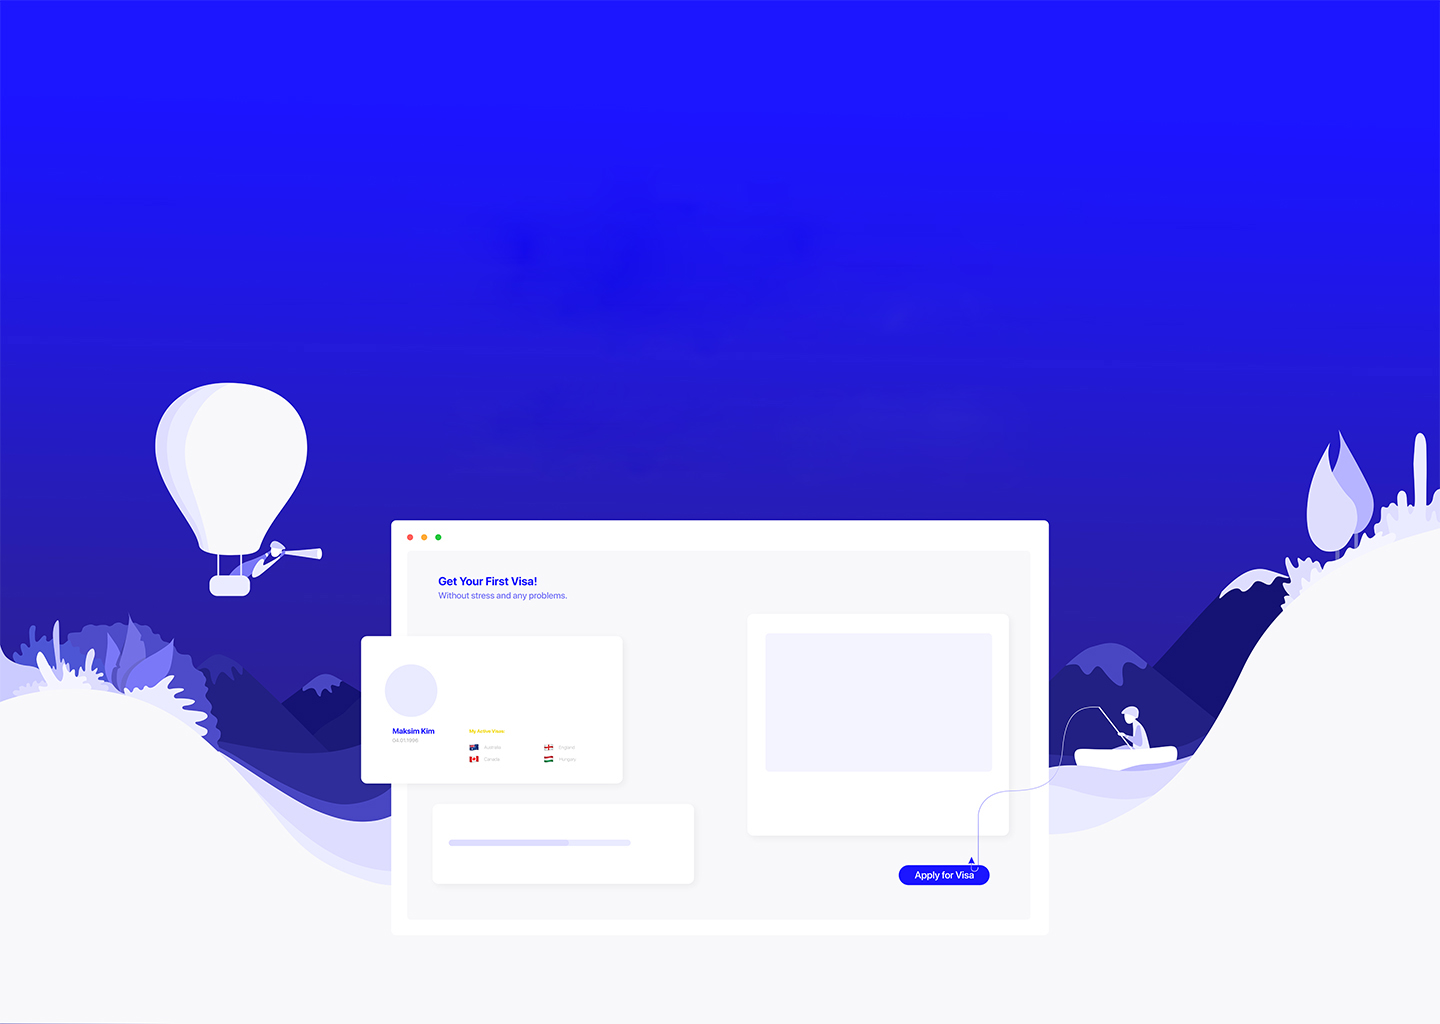 Get Your First Visa!
Without stress and any problems.
Maksim Kim
04.01.1996
My Active Visas:
Australia
England
Canada
Hungary
Apply for Visa